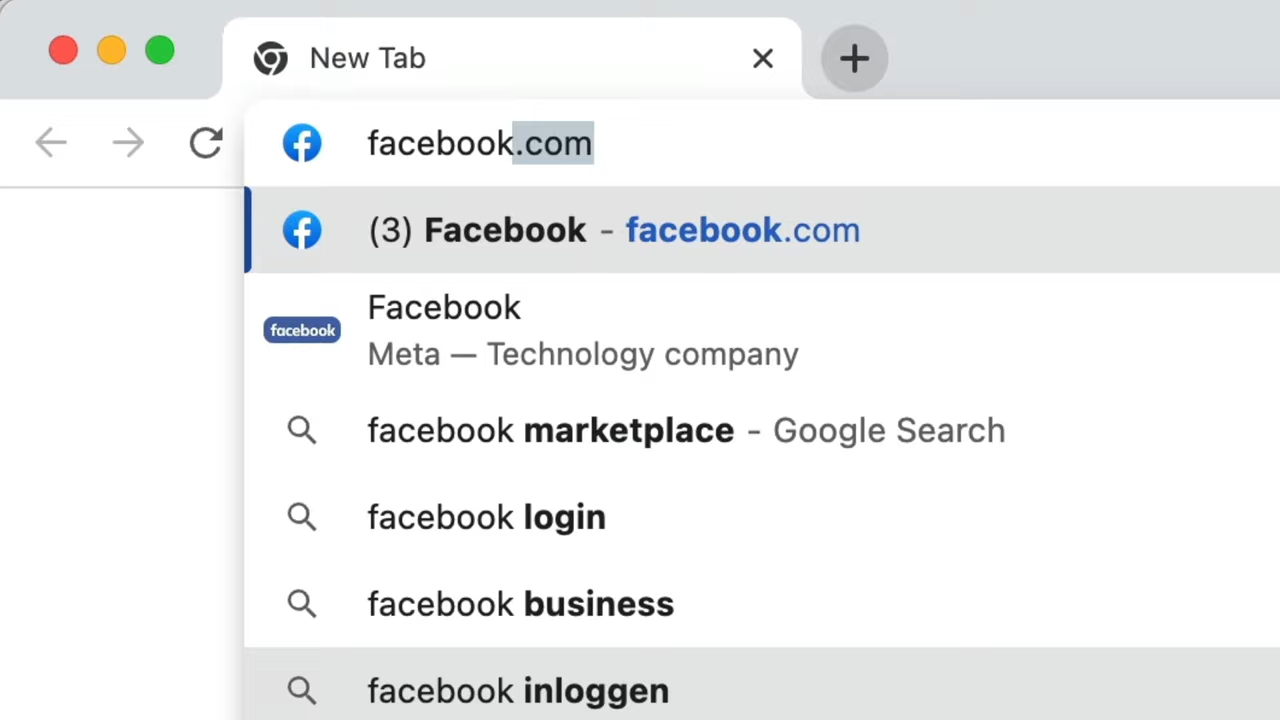 New Tab
facebook.com
(3) Facebook - facebook.com
facebook
Facebook
Meta — Technology company
facebook marketplace - Google Search
facebook login
facebook business
facebook inloggen